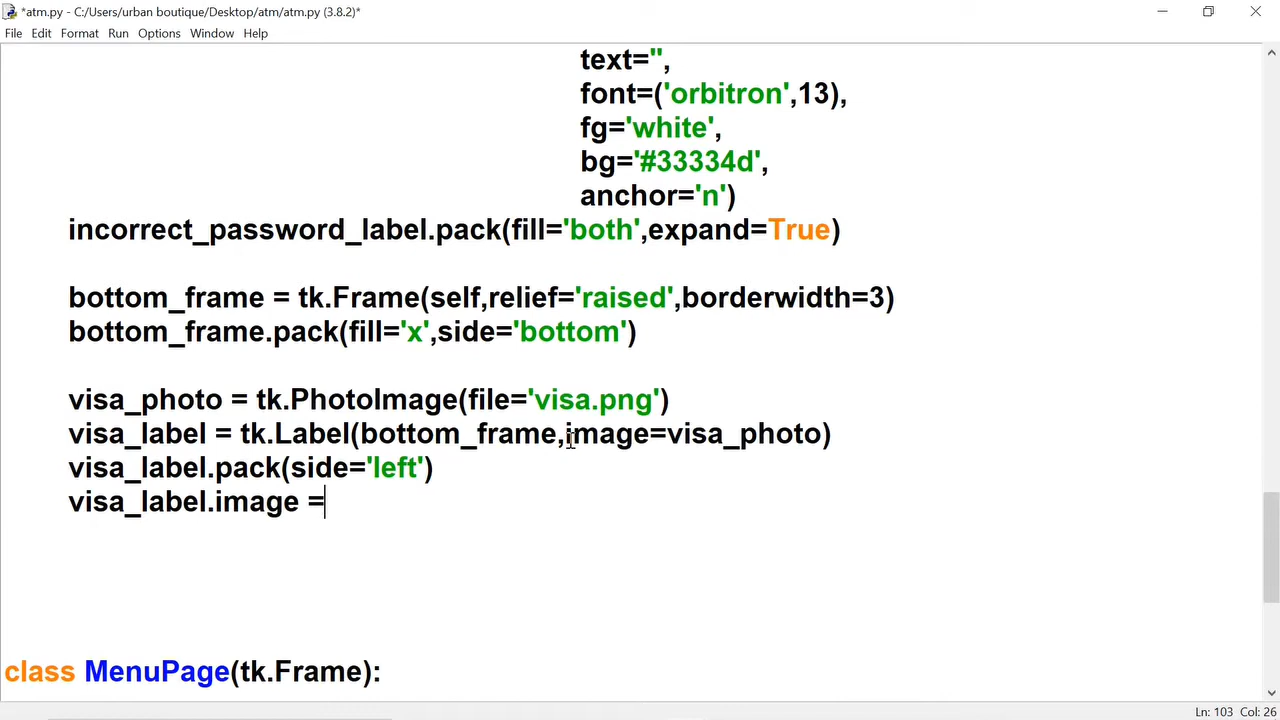 *atm.py - C:/Users/urban boutique/Desktop/atm/atm.py (3.8.2)*
File Edit Format Run Options Window Help
text='',
font=('orbitron',13),
fg='white',
bg='#33334d',
anchor='n')
incorrect_password_label.pack(fill='both',expand=True)
bottom_frame = tk.Frame(self,relief='raised',borderwidth=3)
bottom_frame.pack(fill='x',side='bottom')
visa_photo = tk.PhotoImage(file='visa.png')
visa_label = tk.Label(bottom_frame,image=visa_photo)
visa_label.pack(side='left')
visa_label.image =
class MenuPage(tk.Frame):
Ln: 103 Col: 26